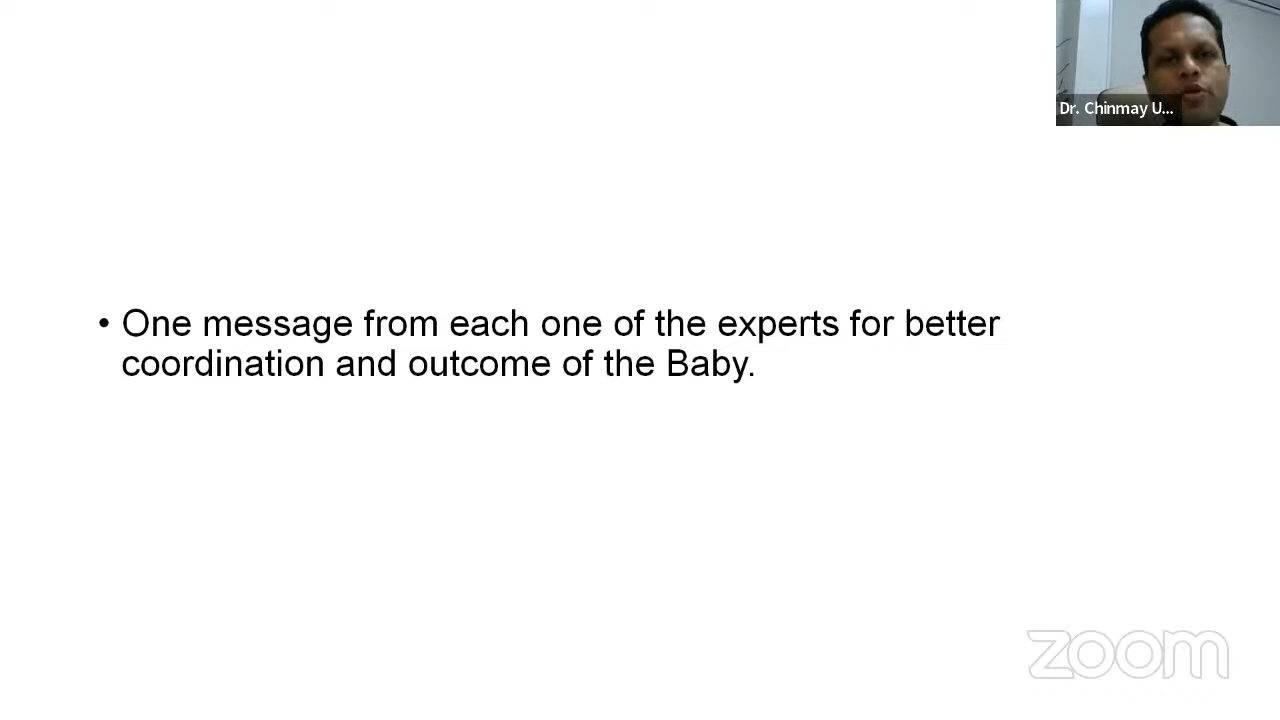 Dr. Chinmay U...
• One message from each one of the experts for better
coordination and outcome of the Baby.
zoom